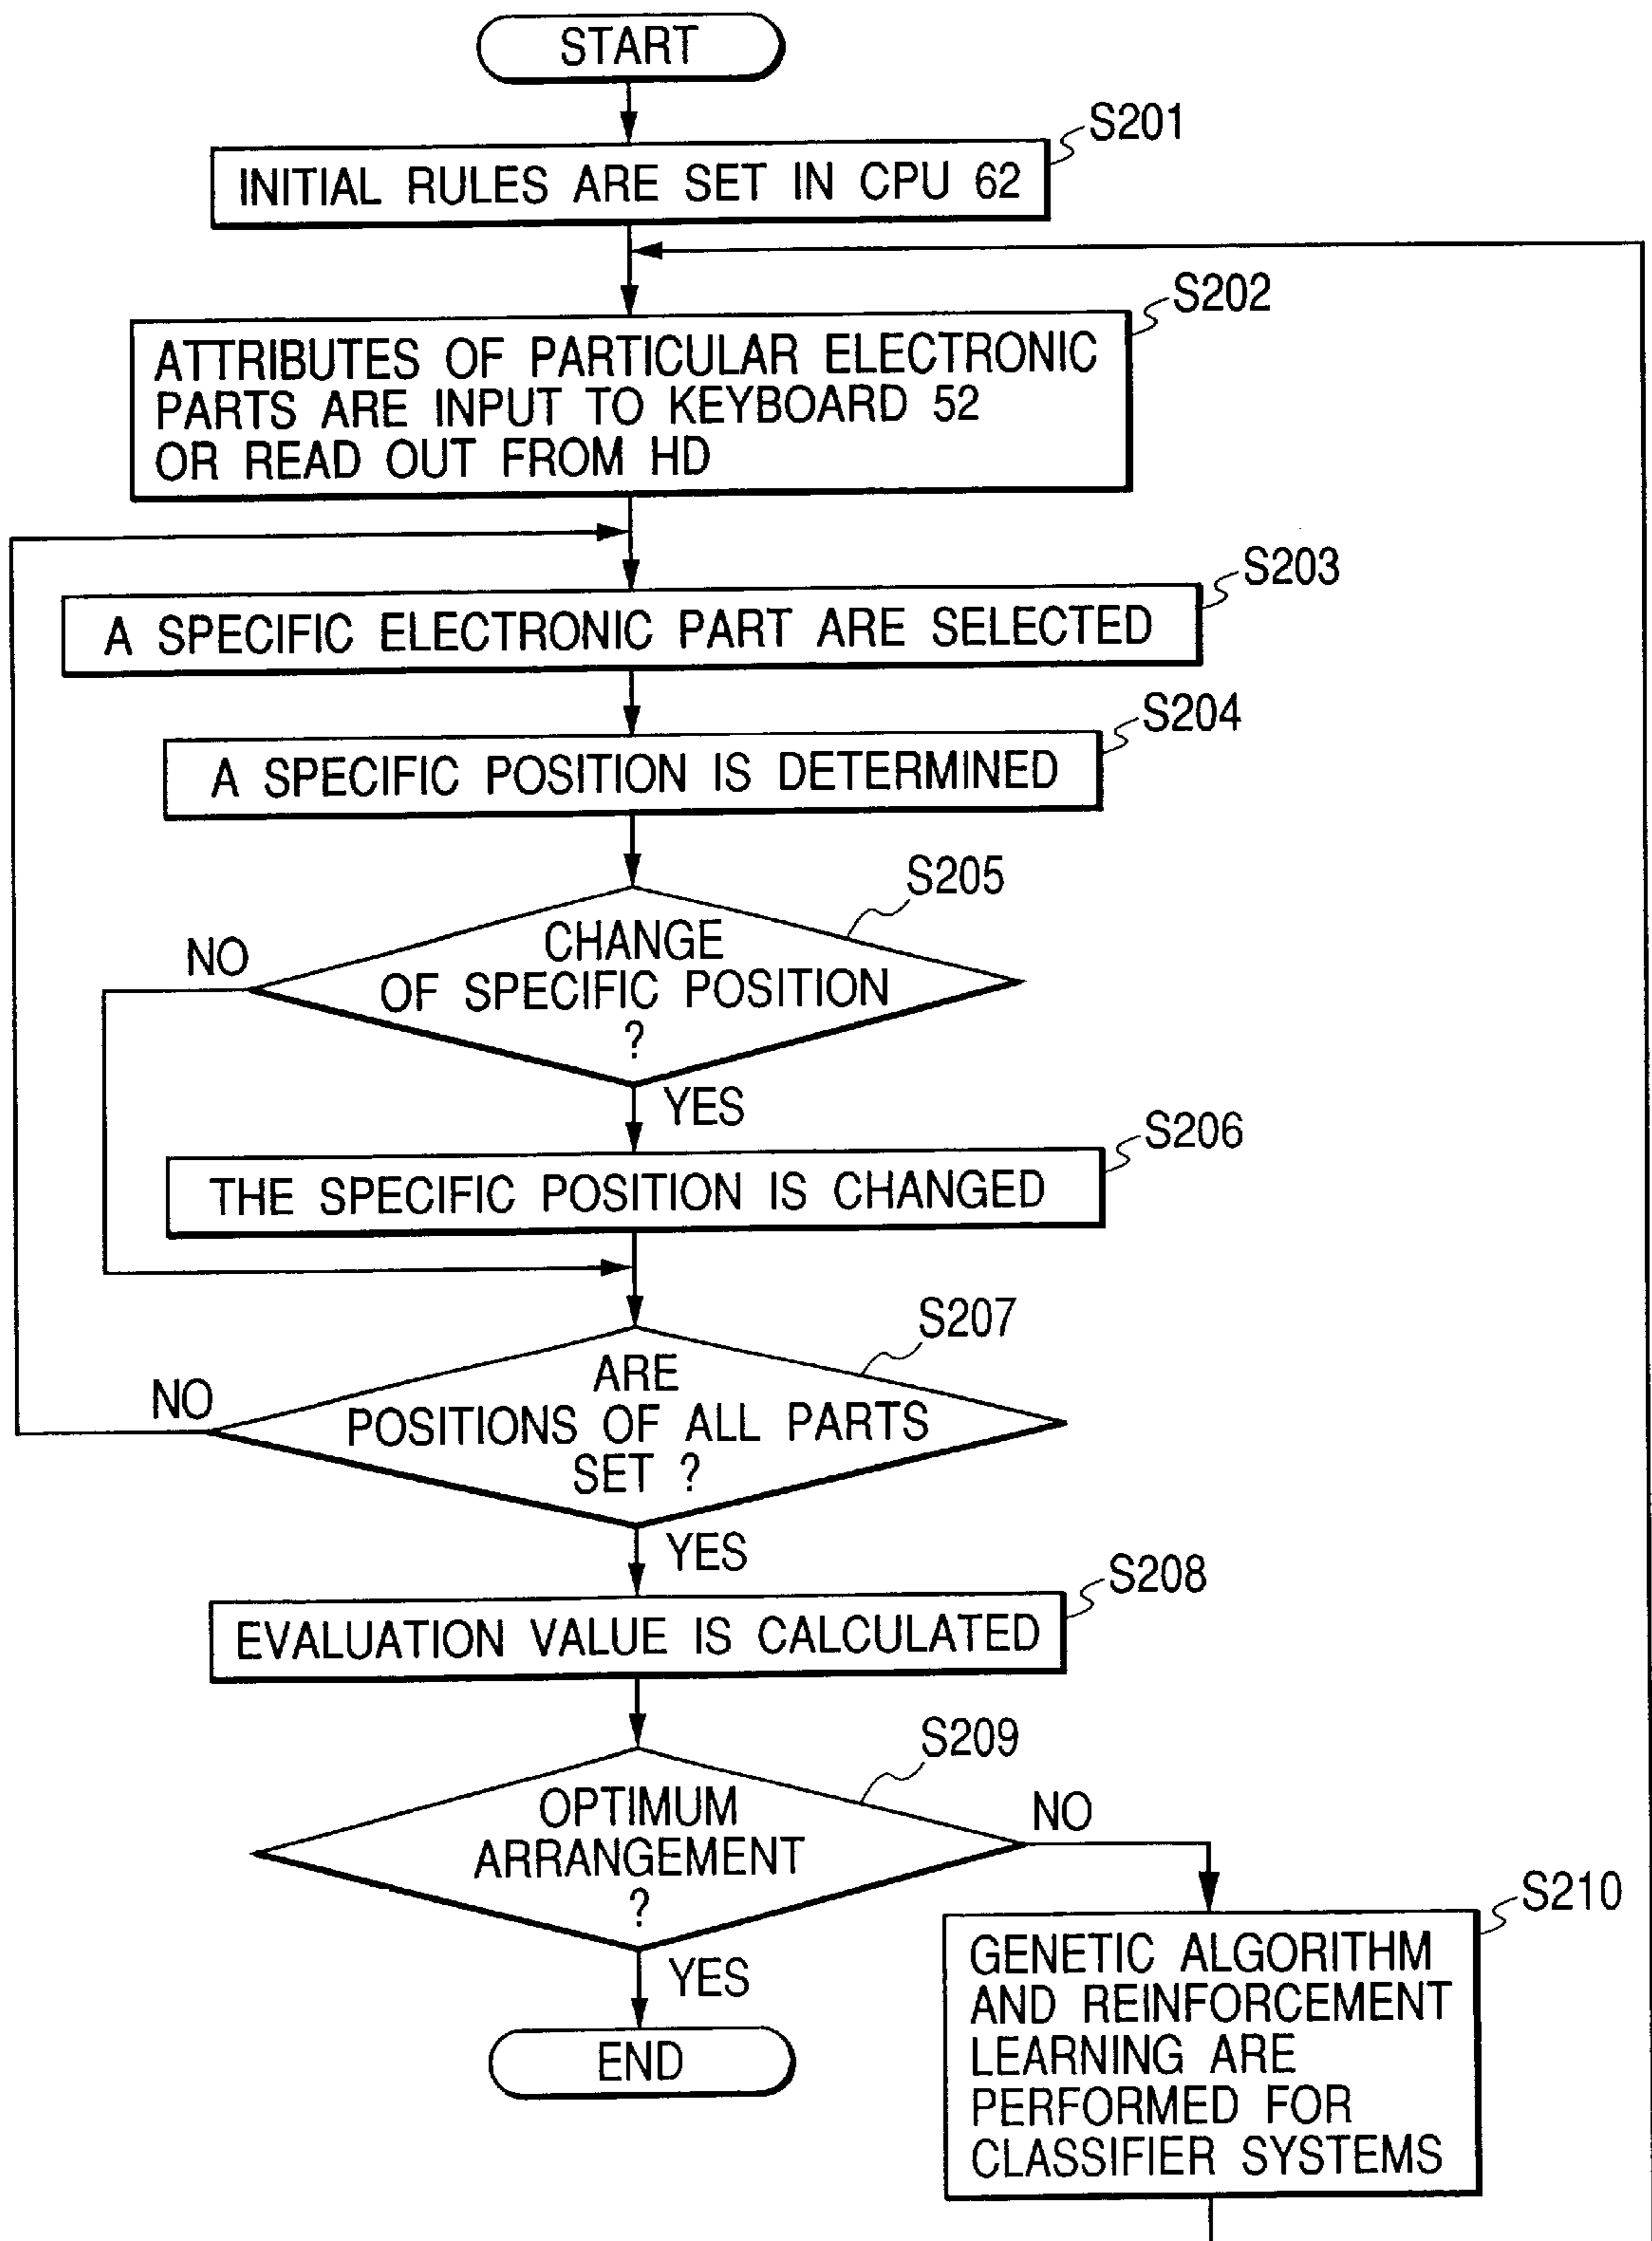 START
S201
INITIAL RULES ARE SET IN CPU 62
S202
ATTRIBUTES OF PARTICULAR ELECTRONIC
PARTS ARE INPUT TO KEYBOARD 52
OR READ OUT FROM HD
S203
A SPECIFIC ELECTRONIC PART ARE SELECTED
S204
A SPECIFIC POSITION IS DETERMINED
S205
CHANGE
OF SPECIFIC POSITION
?
NO
YES
S206
THE SPECIFIC POSITION IS CHANGED
S207
ARE
POSITIONS OF ALL PARTS
SET ?
NO
YES
S208
EVALUATION VALUE IS CALCULATED
S209
OPTIMUM
ARRANGEMENT
?
NO
YES
S210
GENETIC ALGORITHM
AND REINFORCEMENT
LEARNING ARE
PERFORMED FOR
CLASSIFIER SYSTEMS
END